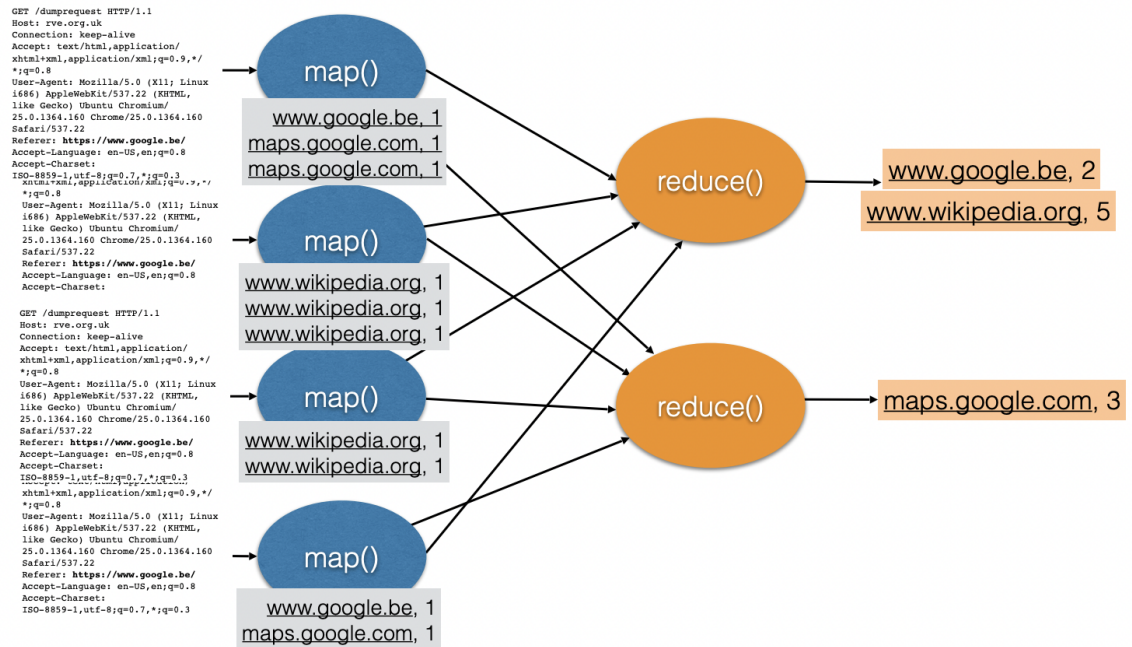 GET /dumprequest HTTP/1.1
Host: rve.org.uk
Connection: keep-alive
Accept: text/html,application/
xhtml+xml,application/xml;q=0.9,*/
*;q=0.8
User-Agent: Mozilla/5.0 (X11; Linux
i686) AppleWebKit/537.22 (KHTML,
like Gecko) Ubuntu Chromium/
25.0.1364.160 Chrome/25.0.1364.160
Safari/537.22
Referer: https://www.google.be/
Accept-Language: en-US,en;q=0.8
Accept-Charset:
ISO-8859-1,utf-8;q=0.7,*;q=0.3
xhtml+xml,application/xml;q=0.9,*/
*;q=0.8
User-Agent: Mozilla/5.0 (X11; Linux
i686) AppleWebKit/537.22 (KHTML,
like Gecko) Ubuntu Chromium/
25.0.1364.160 Chrome/25.0.1364.160
Safari/537.22
Referer: https://www.google.be/
Accept-Language: en-US,en;q=0.8
Accept-Charset:
GET /dumprequest HTTP/1.1
Host: rve.org.uk
Connection: keep-alive
Accept: text/html,application/
xhtml+xml,application/xml;q=0.9,*/
*;q=0.8
User-Agent: Mozilla/5.0 (X11; Linux
i686) AppleWebKit/537.22 (KHTML,
like Gecko) Ubuntu Chromium/
25.0.1364.160 Chrome/25.0.1364.160
Safari/537.22
Referer: https://www.google.be/
Accept-Language: en-US,en;q=0.8
Accept-Charset:
ISO-8859-1,utf-8;q=0.7,*;q=0.3
xhtml+xml,application/xml;q=0.9,*/
*;q=0.8
User-Agent: Mozilla/5.0 (X11; Linux
i686) AppleWebKit/537.22 (KHTML,
like Gecko) Ubuntu Chromium/
25.0.1364.160 Chrome/25.0.1364.160
Safari/537.22
Referer: https://www.google.be/
Accept-Language: en-US,en;q=0.8
Accept-Charset:
ISO-8859-1,utf-8;q=0.7,*;q=0.3
map()
www.google.be, 1
maps.google.com, 1
maps.google.com, 1
map()
www.wikipedia.org, 1
www.wikipedia.org, 1
www.wikipedia.org, 1
map()
www.wikipedia.org, 1
www.wikipedia.org, 1
map()
www.google.be, 1
maps.google.com, 1
reduce()
reduce()
www.google.be, 2
www.wikipedia.org, 5
maps.google.com, 3